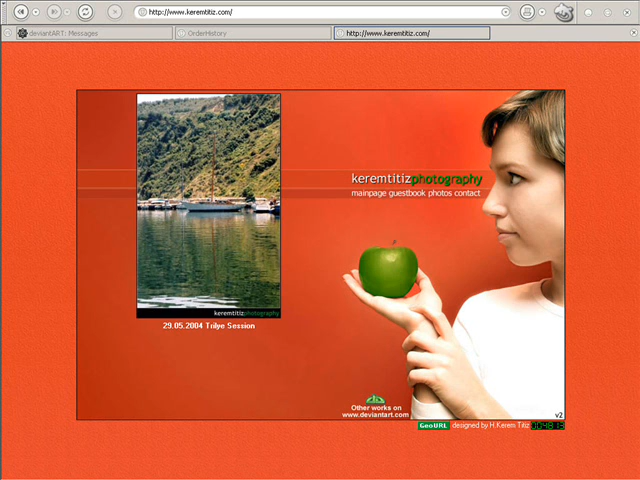 http://www.keremtitiz.com/
deviantART: Messages
OrderHistory
http://www.keremtitiz.com/
keremtitizphotography
mainpage guestbook photos contact
keremtitizphotography
29.05.2004 Trilye Session
Other works on
www.deviantart.com
v2
GeoURL designed by H.Kerem Titiz